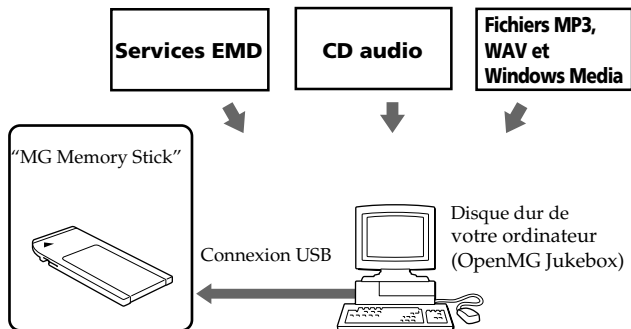 Services EMD
CD audio
Fichiers MP3,
WAV et
Windows Media
“MG Memory Stick”
Connexion USB
Disque dur de
votre ordinateur
(OpenMG Jukebox)